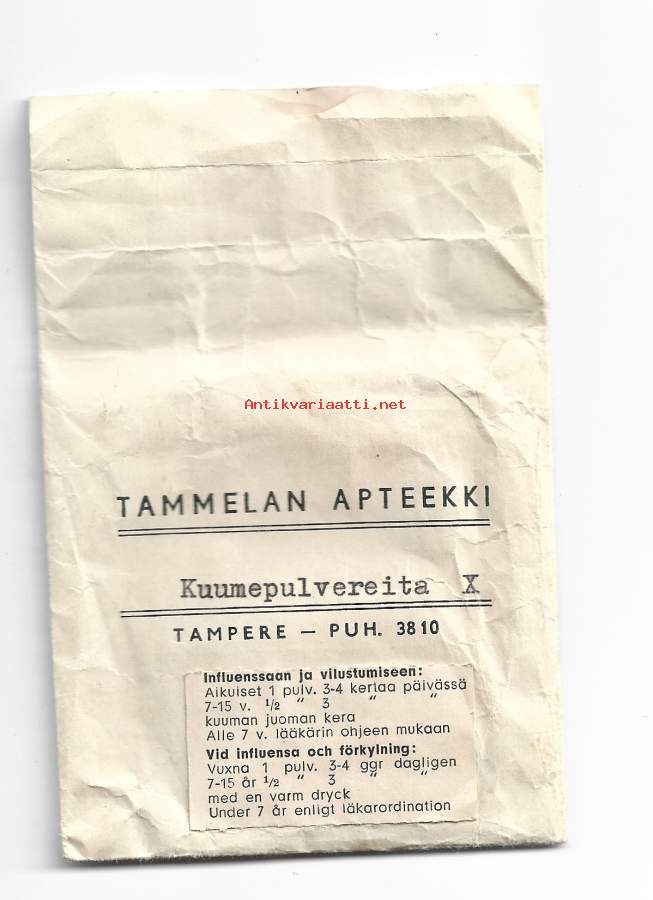 Antikvariaatti.net
TAMMELAN APTEEKKI
Kuumepulvereita X
TAMPERE — PUH. 3810
Influenssaan ja vilustumiseen:
Aikuiset 1 pulv. 3-4 kertaa päivässä
7-15 v. 1/2 " 3 " "
kuuman juoman kera
Alle 7 v. lääkärin ohjeen mukaan
Vid influensa och förkylning:
Vuxna 1 pulv. 3-4 ggr dagligen
7-15 år 1/2 " 3 " "
med en varm dryck
Under 7 år enligt läkarordination